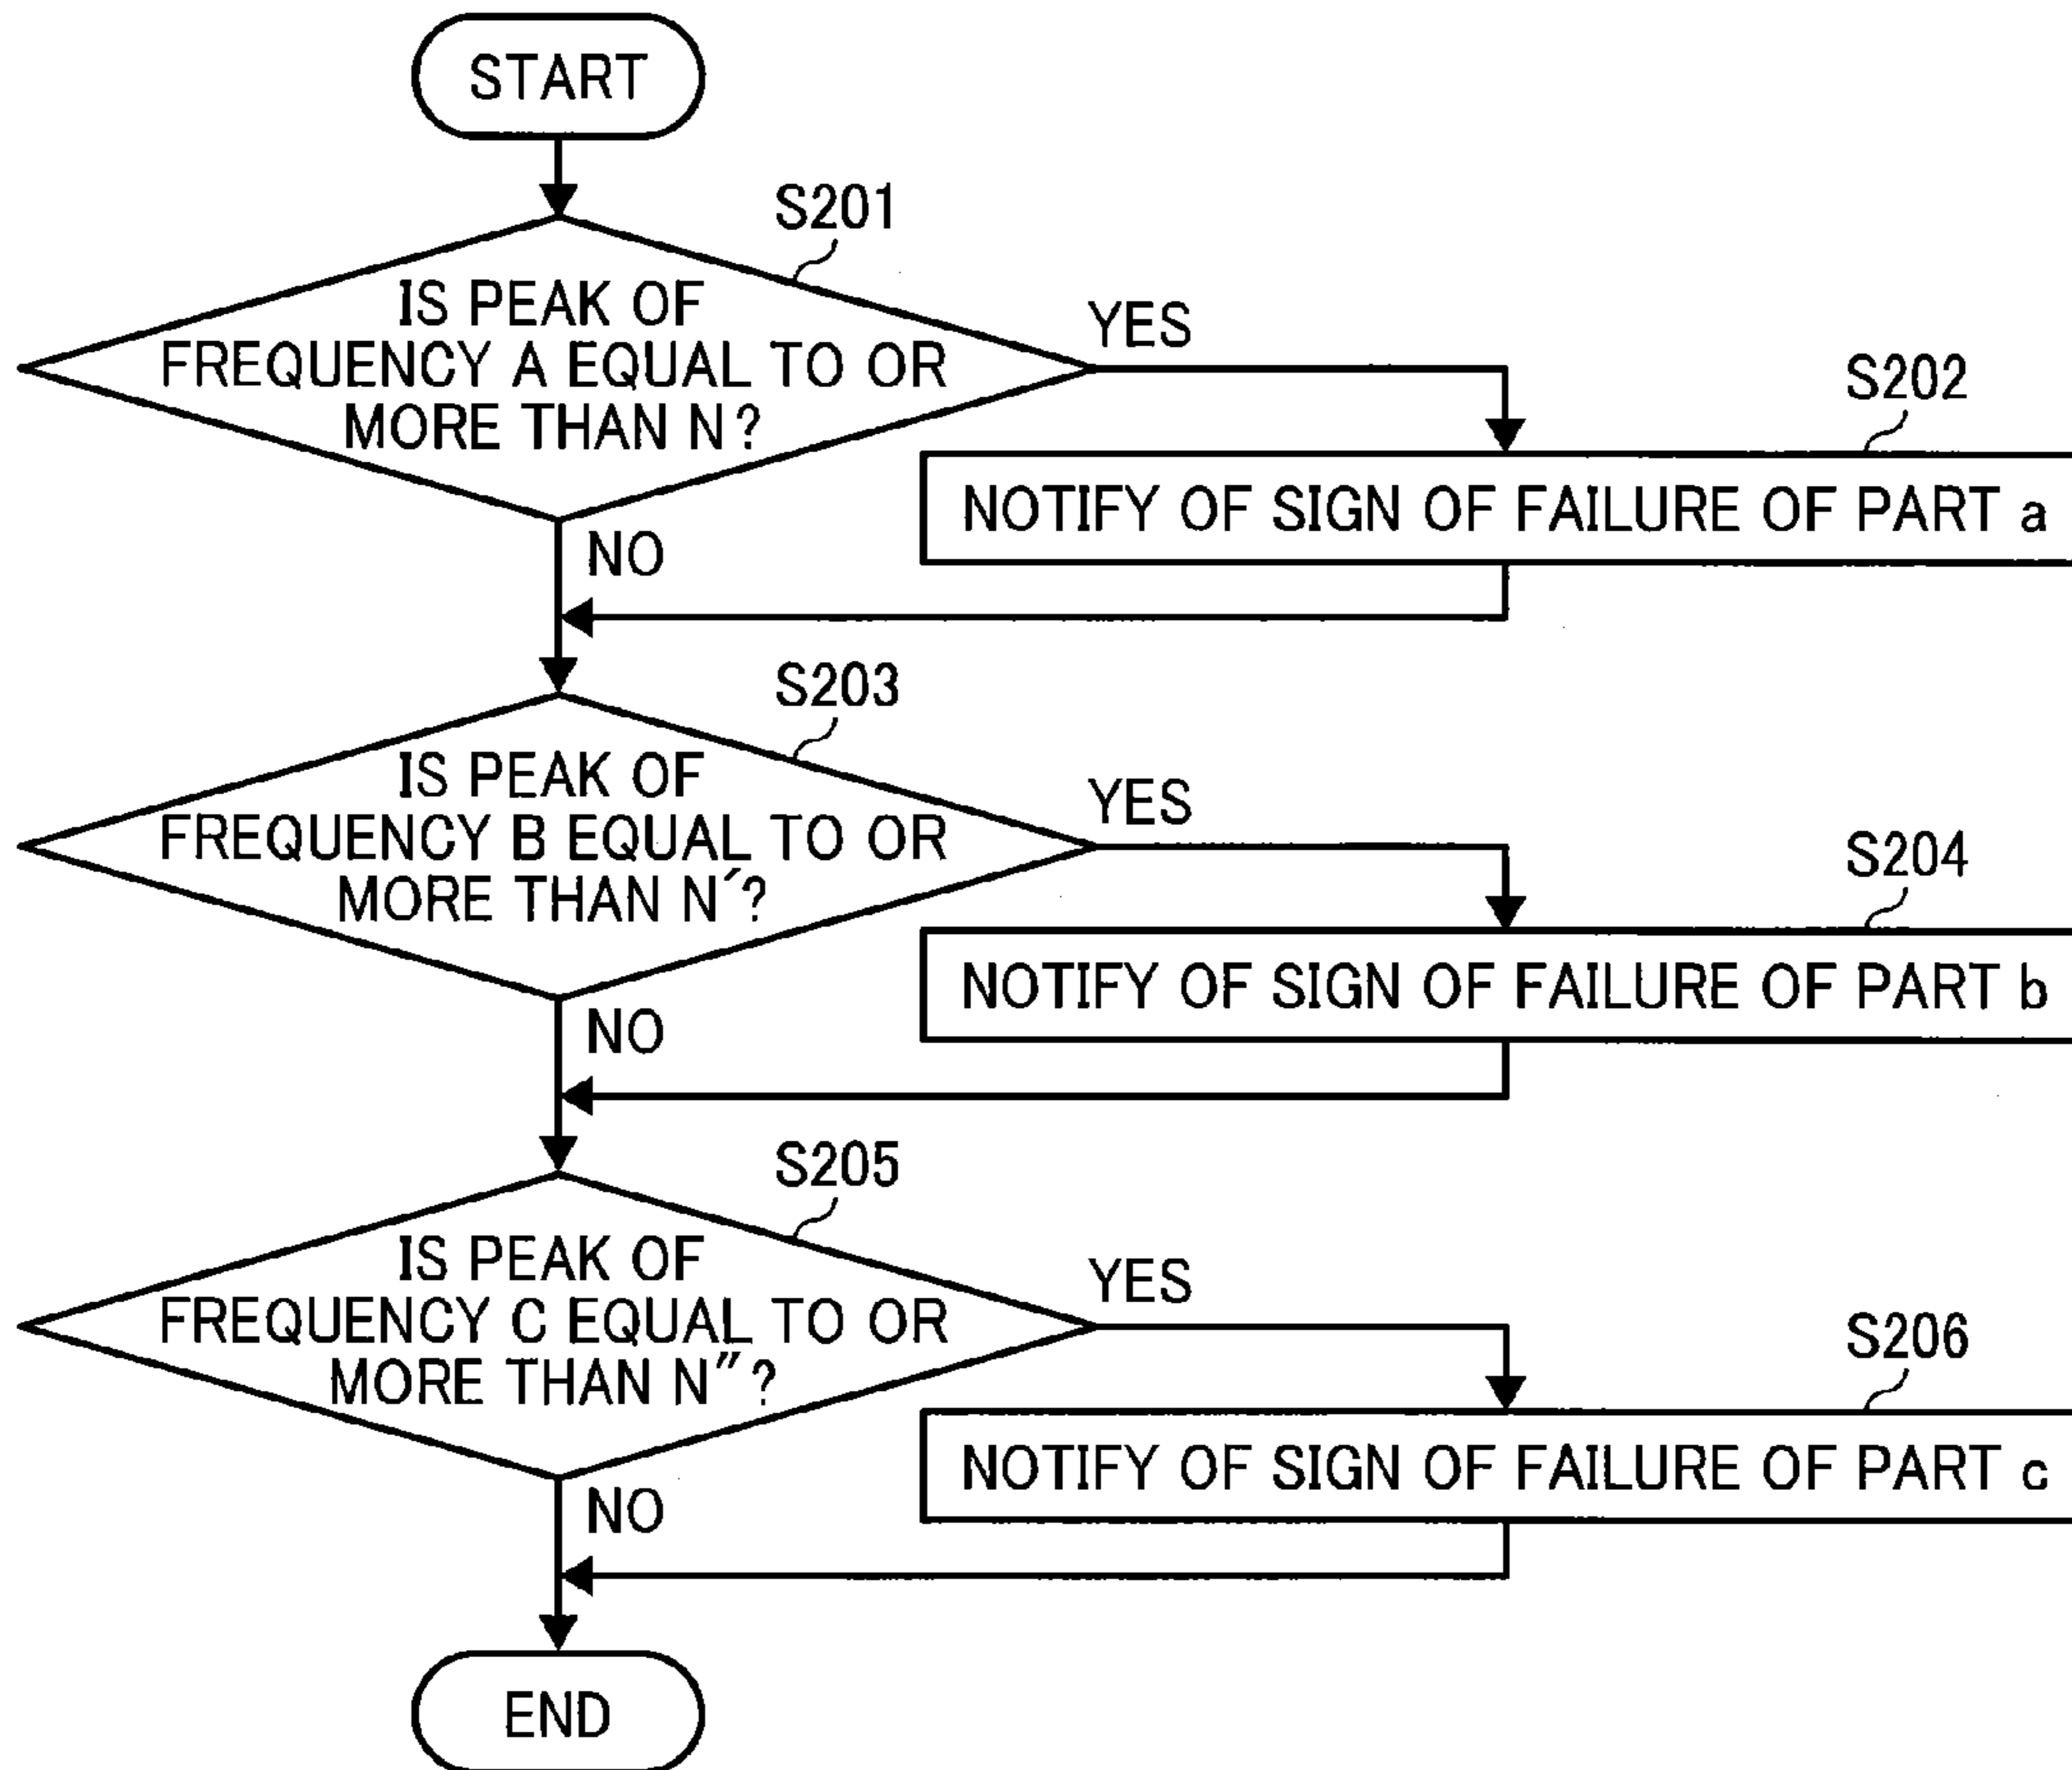 START
S201
IS PEAK OF
FREQUENCY A EQUAL TO OR
MORE THAN N?
YES
S202
NOTIFY OF SIGN OF FAILURE OF PART a
NO
S203
IS PEAK OF
FREQUENCY B EQUAL TO OR
MORE THAN N′?
YES
S204
NOTIFY OF SIGN OF FAILURE OF PART b
NO
S205
IS PEAK OF
FREQUENCY C EQUAL TO OR
MORE THAN N″?
YES
S206
NOTIFY OF SIGN OF FAILURE OF PART c
NO
END